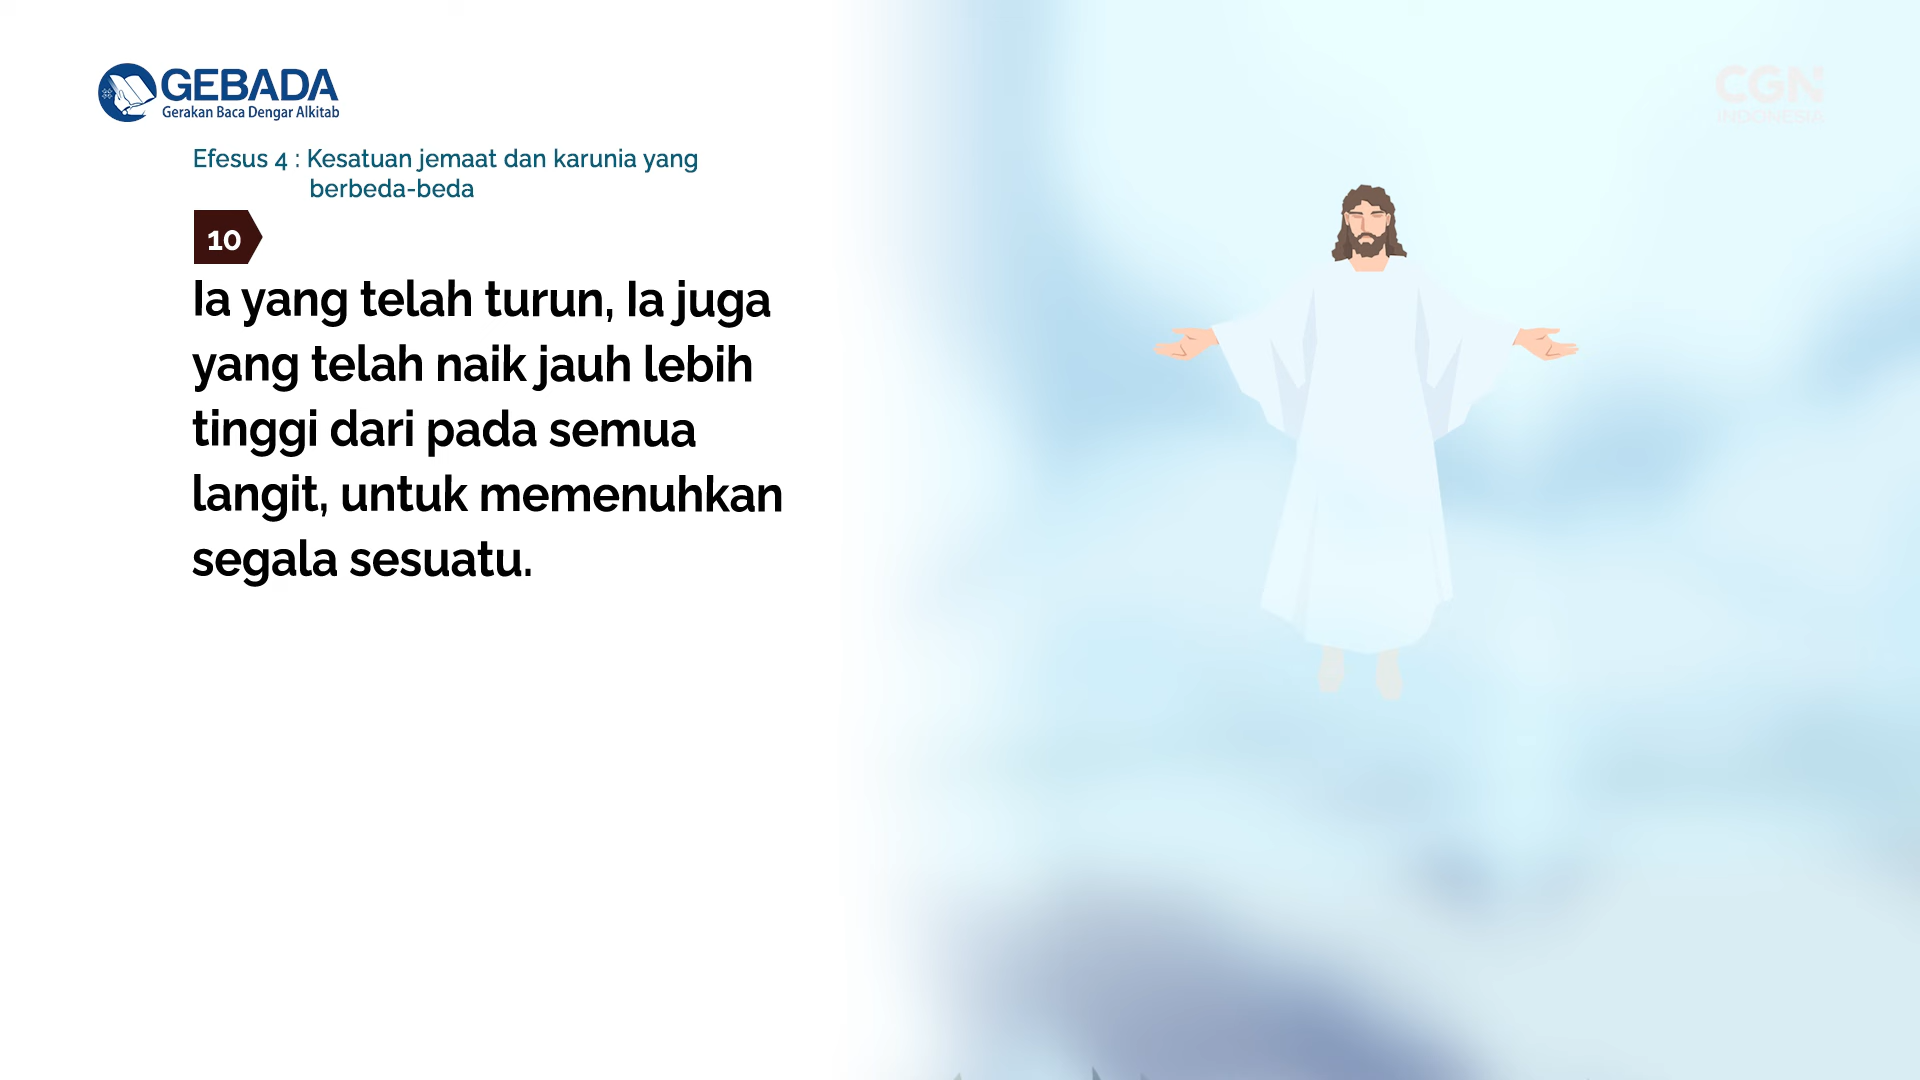 GEBADA
Gerakan Baca Dengar Alkitab
CGN
INDONESIA
Efesus 4 : Kesatuan jemaat dan karunia yang
berbeda-beda
10
Ia yang telah turun, Ia juga
yang telah naik jauh lebih
tinggi dari pada semua
langit, untuk memenuhkan
segala sesuatu.